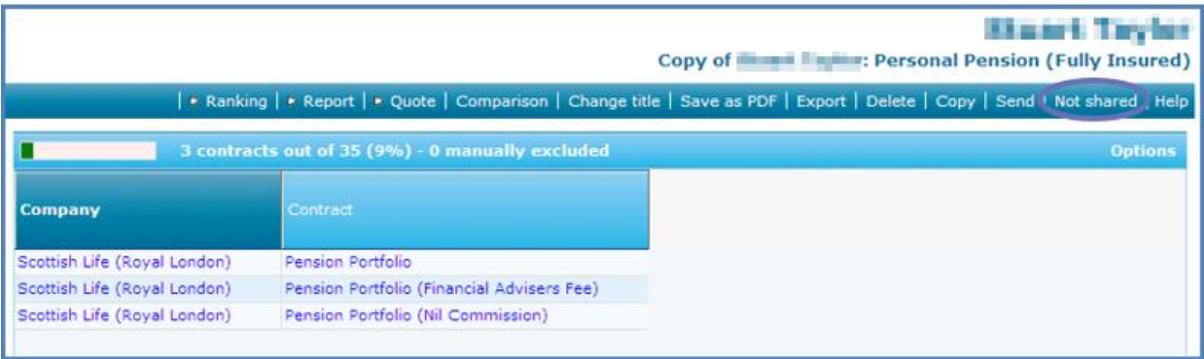 Copy of : Personal Pension (Fully Insured)
| Ranking | Report | Quote | Comparison | Change title | Save as PDF | Export | Delete | Copy | Send | Not shared | Help
3 contracts out of 35 (9%) - 0 manually excluded Options
Company Contract
Scottish Life (Royal London) Pension Portfolio
Scottish Life (Royal London) Pension Portfolio (Financial Advisers Fee)
Scottish Life (Royal London) Pension Portfolio (Nil Commission)